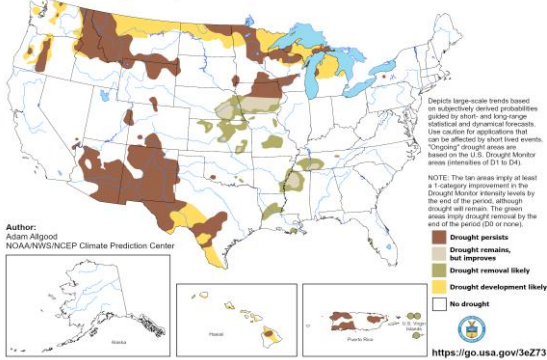 Depicts large-scale trends based
on subjectively derived probabilities
guided by short- and long-range
statistical and dynamical forecasts.
Use caution for applications that
can be affected by short lived events.
"Ongoing" drought areas are
based on the U.S. Drought Monitor
areas (intensities of D1 to D4).
NOTE: The tan areas imply at least
a 1-category improvement in the
Drought Monitor intensity levels by
the end of the period, although
drought will remain. The green
areas imply drought removal by the
end of the period (D0 or none).
Author:
Adam Allgood
NOAA/NWS/NCEP Climate Prediction Center
Drought persists
Drought remains,
but improves
Drought removal likely
Drought development likely
No drought
Alaska
Hawaii
Puerto Rico
U.S. Virgin
Islands
https://go.usa.gov/3eZ73